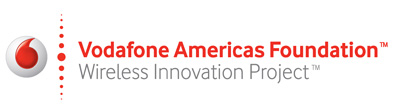 Vodafone Americas Foundation™
Wireless Innovation Project™